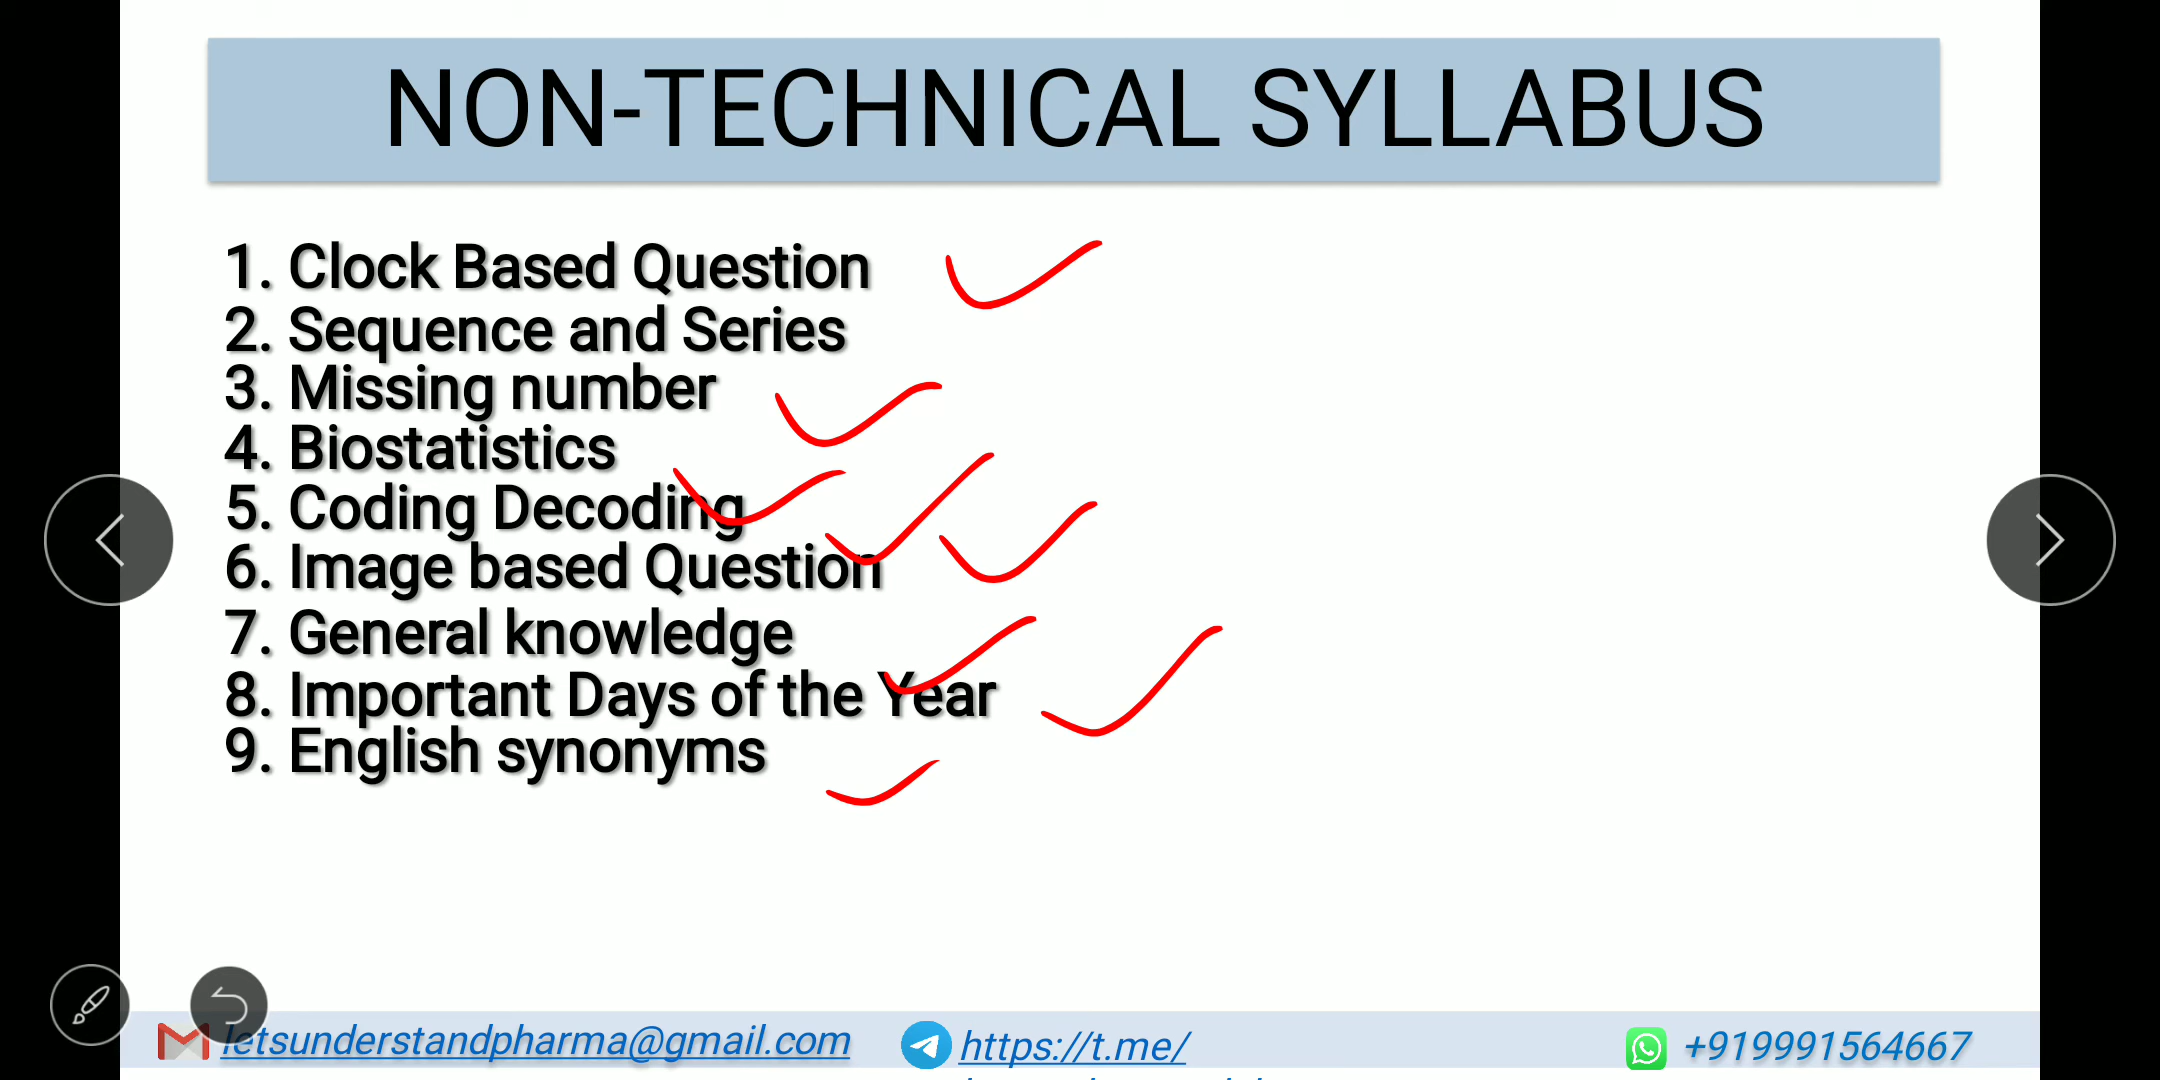 NON-TECHNICAL SYLLABUS
1. Clock Based Question
2. Sequence and Series
3. Missing number
4. Biostatistics
5. Coding Decoding
6. Image based Question
7. General knowledge
8. Important Days of the Year
9. English synonyms
letsunderstandpharma@gmail.com
https://t.me/
+919991564667